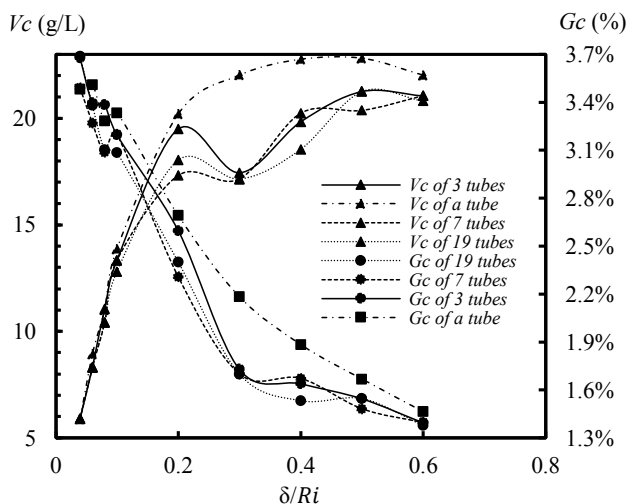 Vc (g/L) Gc (%)
3.7%
20 3.4%
3.1%
15 2.8%
2.5%
10 2.2%
1.9%
1.6%
5 1.3%
Vc of 3 tubes
Vc of a tube
Vc of 7 tubes
Vc of 19 tubes
Gc of 19 tubes
Gc of 7 tubes
Gc of 3 tubes
Gc of a tube
0 0.2 0.4 0.6 0.8
δ/Ri